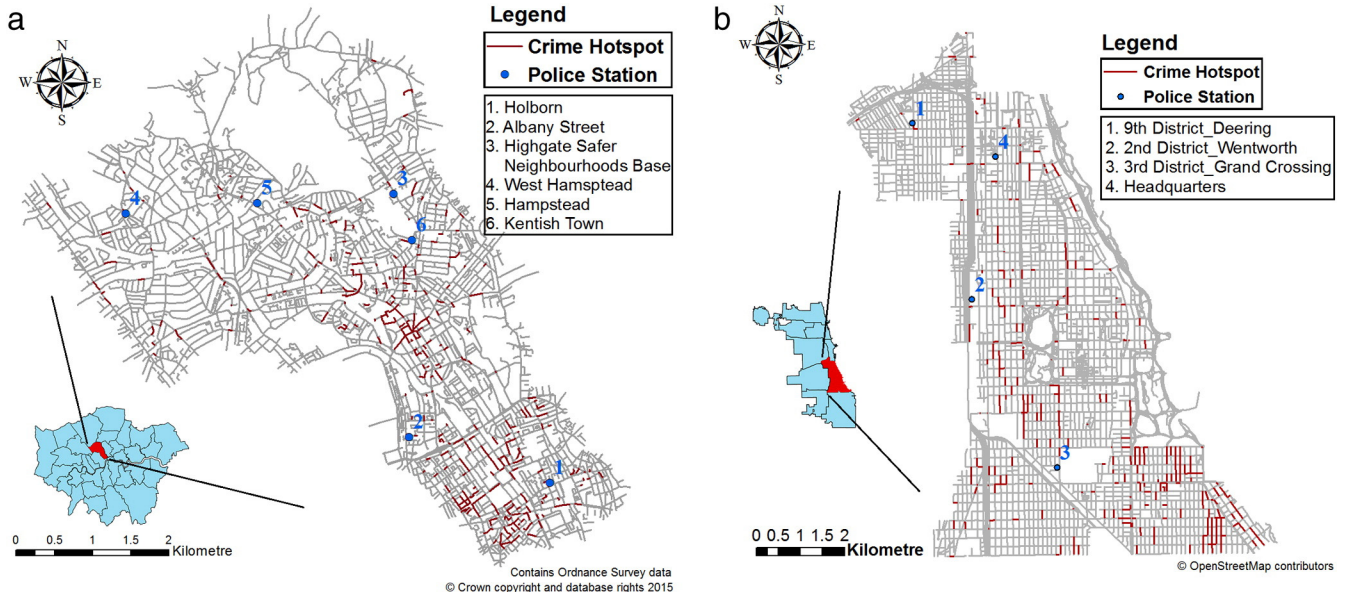 a
N
W E
S
Legend
Crime Hotspot
Police Station
1. Holborn
2. Albany Street
3. Highgate Safer
Neighbourhoods Base
4. West Hamsptead
5. Hampstead
6. Kentish Town
4
5
3
6
2
1
0 0.5 1 1.5 2
Kilometre
Contains Ordnance Survey data
© Crown copyright and database rights 2015
b
N
W E
S
Legend
Crime Hotspot
Police Station
1. 9th District_Deering
2. 2nd District_Wentworth
3. 3rd District_Grand Crossing
4. Headquarters
1
4
2
3
0 0.5 1 1.5 2
Kilometre
© OpenStreetMap contributors